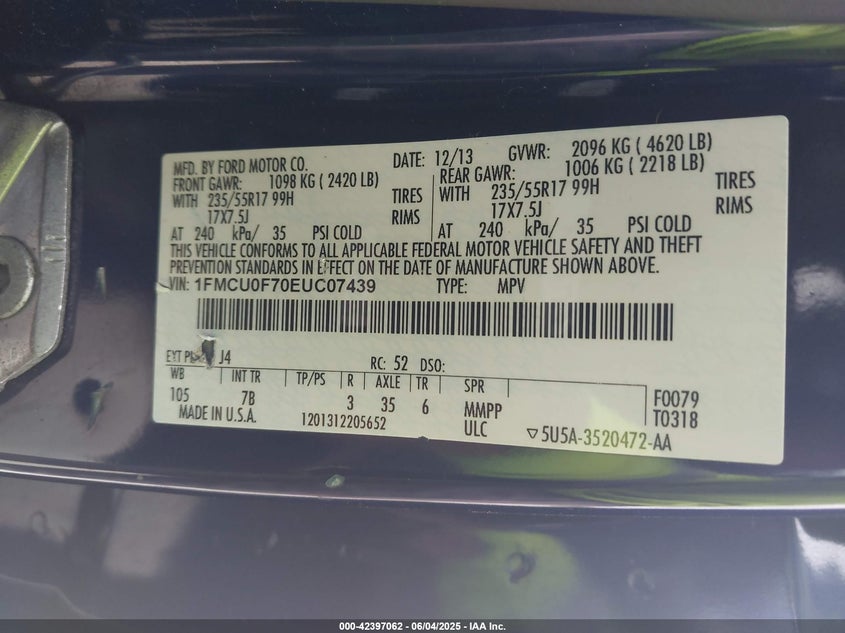 MFD. BY FORD MOTOR CO. DATE: 12/13 GVWR: 2096 KG ( 4620 LB)
FRONT GAWR: 1098 KG ( 2420 LB) REAR GAWR: 1006 KG ( 2218 LB)
WITH 235/55R17 99H TIRES WITH 235/55R17 99H TIRES
17X7.5J RIMS 17X7.5J RIMS
AT 240 kPa/ 35 PSI COLD AT 240 kPa/ 35 PSI COLD
THIS VEHICLE CONFORMS TO ALL APPLICABLE FEDERAL MOTOR VEHICLE SAFETY AND THEFT
PREVENTION STANDARDS IN EFFECT ON THE DATE OF MANUFACTURE SHOWN ABOVE.
VIN: 1FMCU0F70EUC07439 TYPE: MPV
EXT J4 RC: 52 DSO:
WB INT TR TP/PS R AXLE TR SPR
105 7B 3 35 6 MMPP F0079
MADE IN U.S.A. 1201312205652 ULC T0318
▽5U5A-3520472-AA
000-42397062 - 06/04/2025 - IAA Inc.